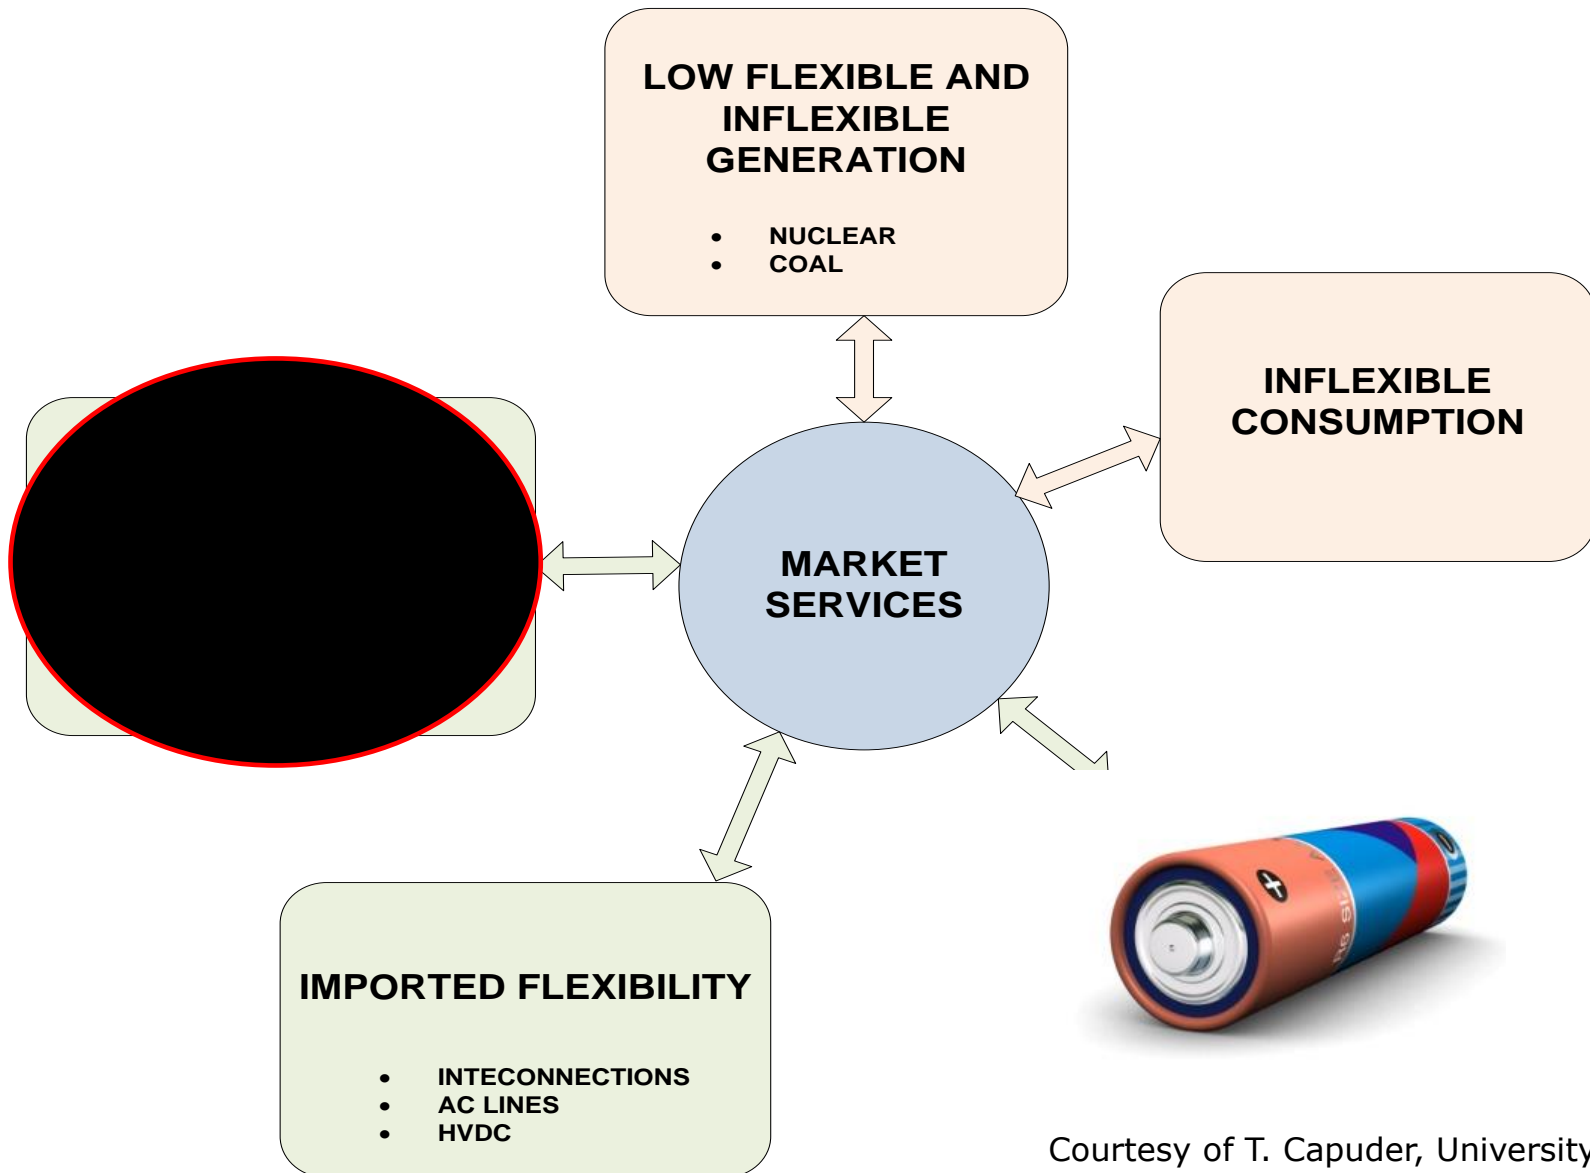 LOW FLEXIBLE AND
INFLEXIBLE
GENERATION
• NUCLEAR
• COAL
INFLEXIBLE
CONSUMPTION
MARKET
SERVICES
IMPORTED FLEXIBILITY
• INTECONNECTIONS
• AC LINES
• HVDC
+
Courtesy of T. Capuder, University